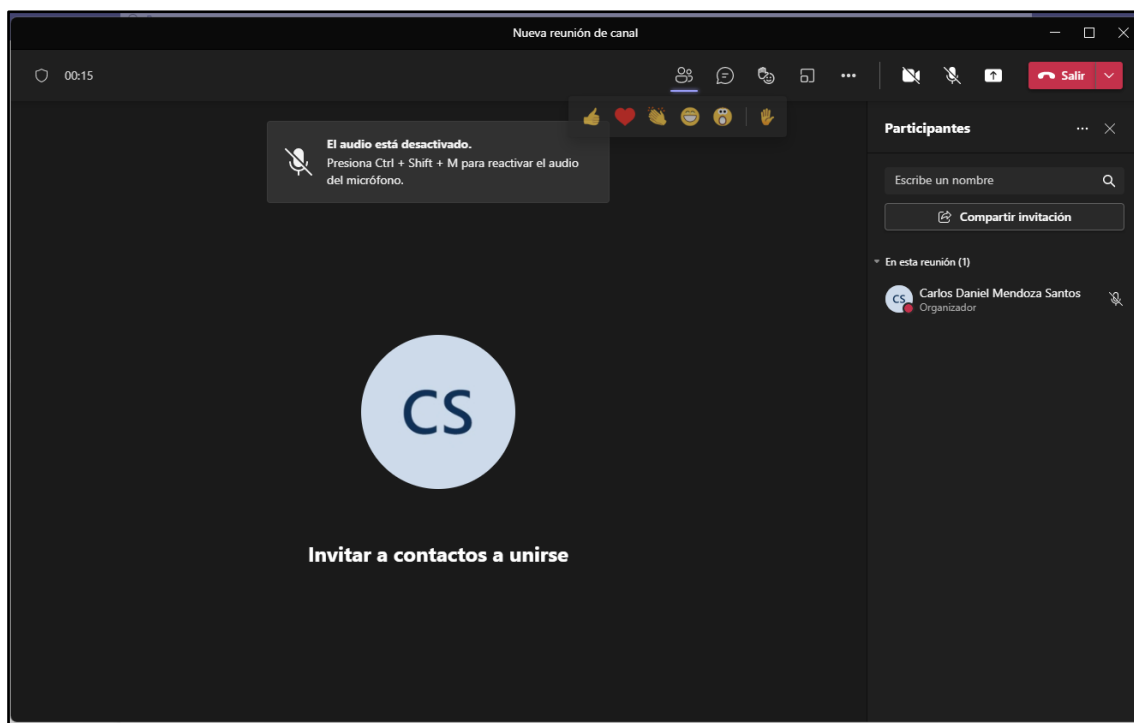 Nueva reunión de canal
00:15
Salir
El audio está desactivado.
Presiona Ctrl + Shift + M para reactivar el audio
del micrófono.
Participantes
Escribe un nombre
Compartir invitación
En esta reunión (1)
CS
Carlos Daniel Mendoza Santos
Organizador
CS
Invitar a contactos a unirse